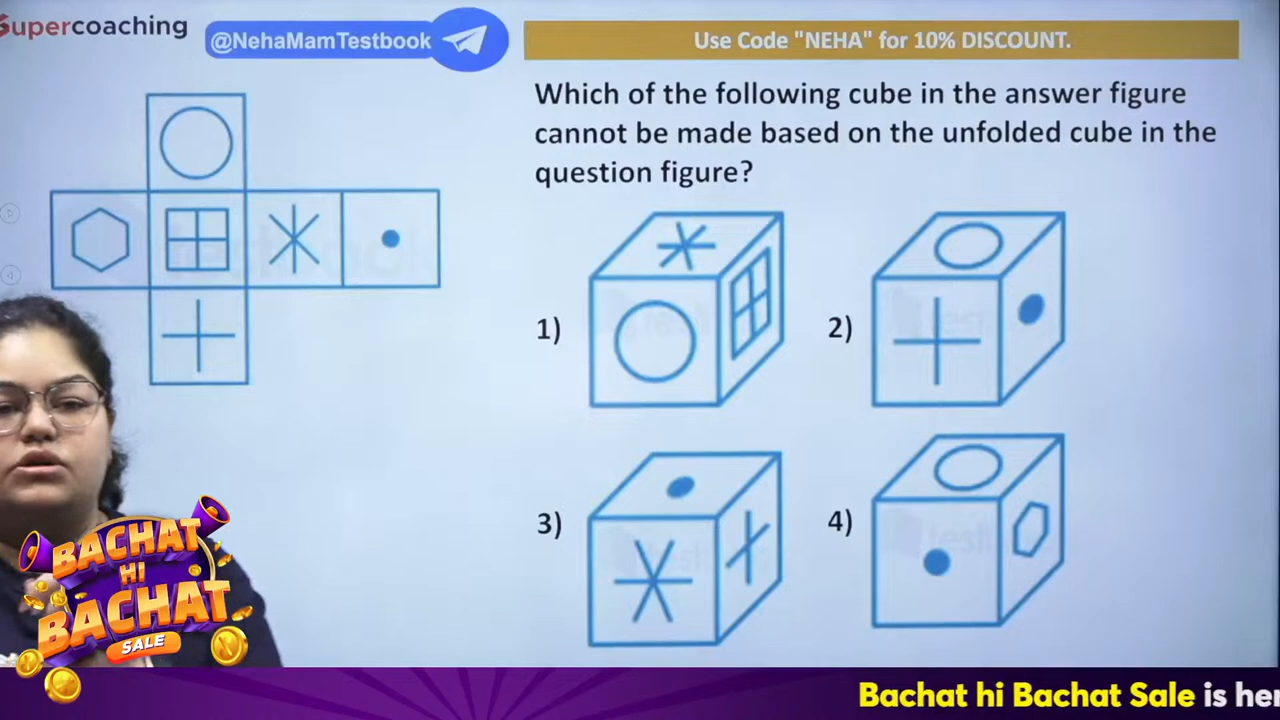 Supercoaching
@NehaMamTestbook
Use Code "NEHA" for 10% DISCOUNT.
Which of the following cube in the answer figure
cannot be made based on the unfolded cube in the
question figure?
1)
2)
3)
4)
BACHAT
HI
BACHAT
SALE
Bachat hi Bachat Sale is her